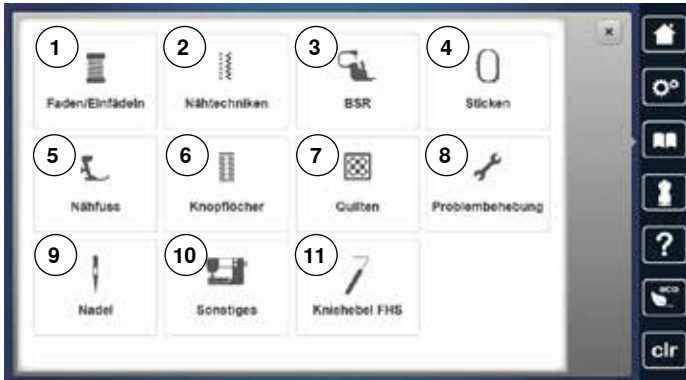 1
2
3
4
Faden/Einfädeln
Nähtechniken
BSR
Sticken
5
6
7
8
Nähfuss
Knopflöcher
Quilten
Problembehebung
9
10
11
Nadel
Sonstiges
Kniehebel FHS
×
?
eco
clr